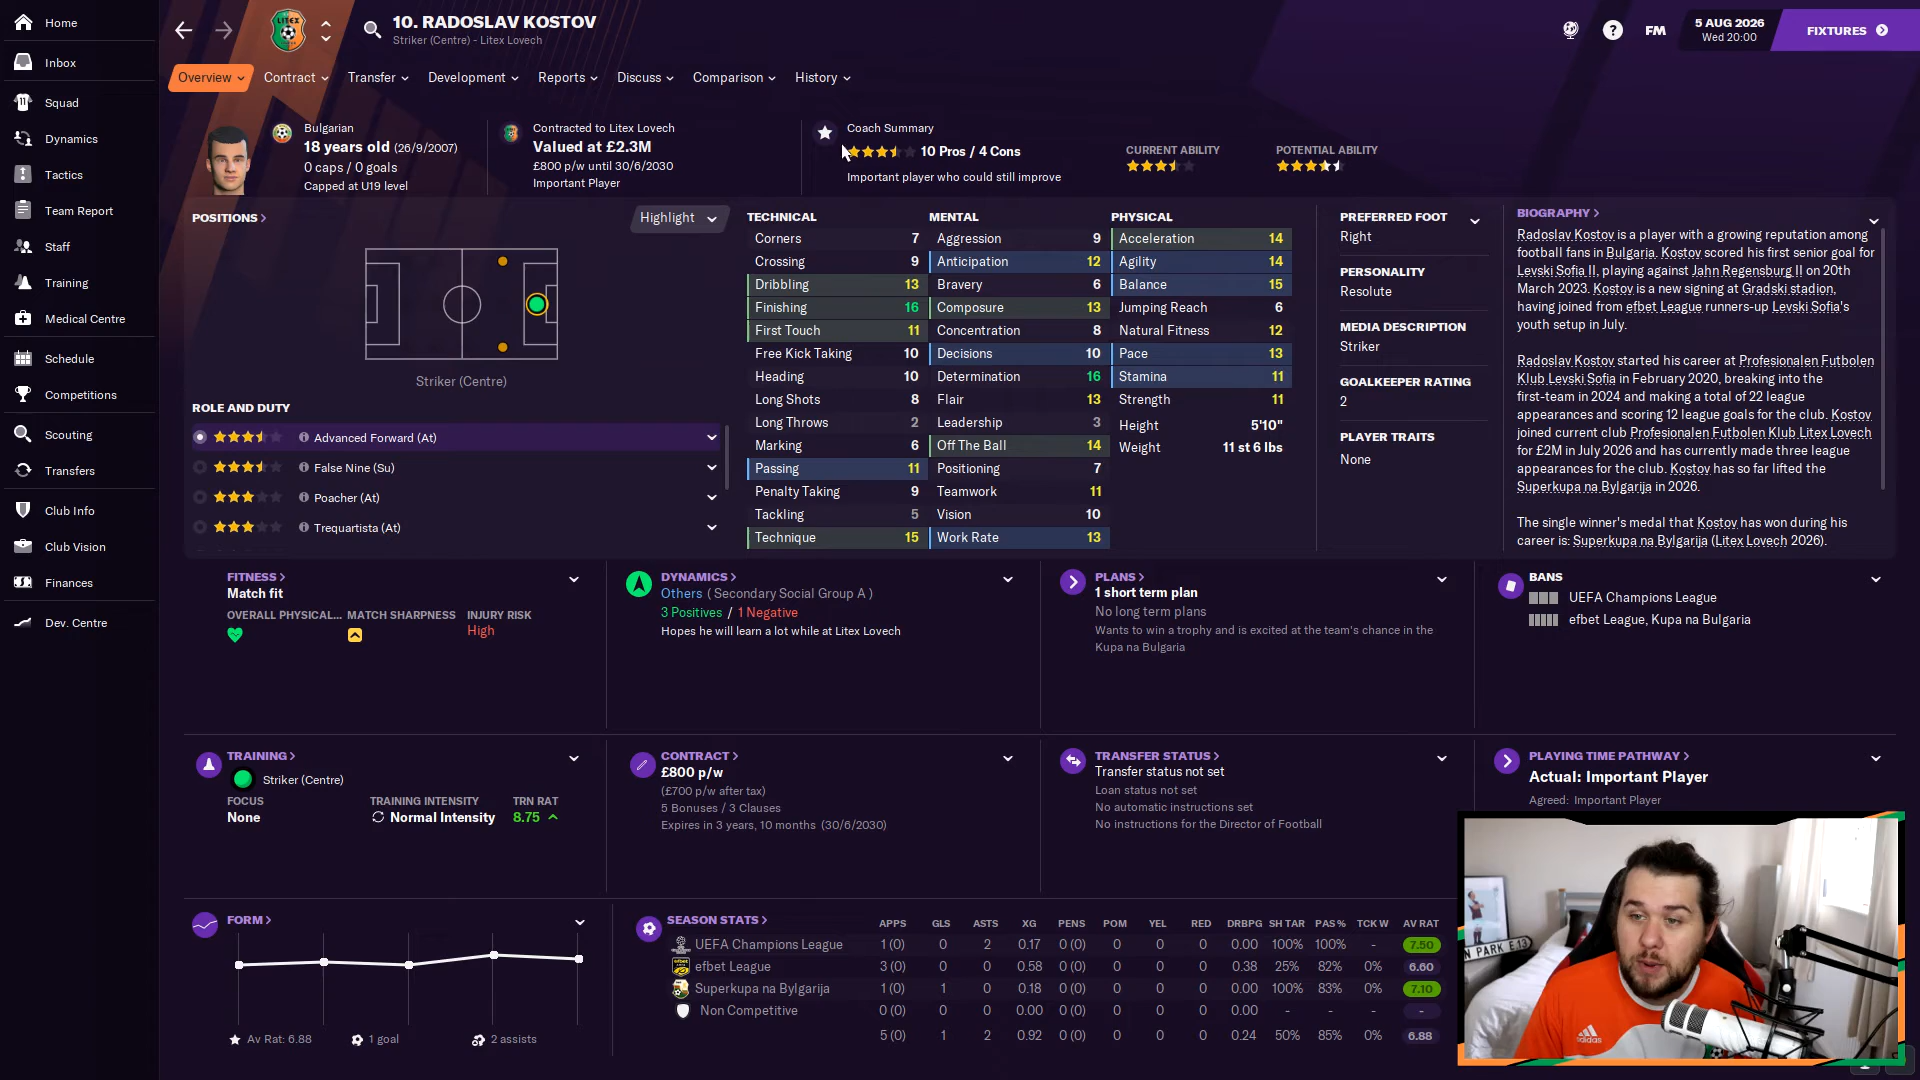 Home
Inbox
Squad
Dynamics
Tactics
Team Report
Staff
Training
Medical Centre
Schedule
Competitions
Scouting
Transfers
Club Info
Club Vision
Finances
Dev. Centre
LITEX
10. RADOSLAV KOSTOV
Striker (Centre) - Litex Lovech
FM
5 AUG 2026
Wed 20:00
FIXTURES
Overview
Contract
Transfer
Development
Reports
Discuss
Comparison
History
Bulgarian
18 years old (26/9/2007)
0 caps / 0 goals
Capped at U19 level
Contracted to Litex Lovech
Valued at £2.3M
£800 p/w until 30/6/2030
Important Player
Coach Summary
10 Pros / 4 Cons
Important player who could still improve
CURRENT ABILITY
POTENTIAL ABILITY
POSITIONS
Highlight
Striker (Centre)
ROLE AND DUTY
Advanced Forward (At)
False Nine (Su)
Poacher (At)
Trequartista (At)
TECHNICAL
Corners 7
Crossing 9
Dribbling 13
Finishing 16
First Touch 11
Free Kick Taking 10
Heading 10
Long Shots 8
Long Throws 2
Marking 6
Passing 11
Penalty Taking 9
Tackling 5
Technique 15
MENTAL
Aggression 9
Anticipation 12
Bravery 6
Composure 13
Concentration 8
Decisions 10
Determination 16
Flair 13
Leadership 3
Off The Ball 14
Positioning 7
Teamwork 11
Vision 10
Work Rate 13
PHYSICAL
Acceleration 14
Agility 14
Balance 15
Jumping Reach 6
Natural Fitness 12
Pace 13
Stamina 11
Strength 11
Height 5'10"
Weight 11 st 6 lbs
PREFERRED FOOT
Right
PERSONALITY
Resolute
MEDIA DESCRIPTION
Striker
GOALKEEPER RATING
2
PLAYER TRAITS
None
BIOGRAPHY
Radoslav Kostov is a player with a growing reputation among
football fans in Bulgaria. Kostov scored his first senior goal for
Levski Sofia II, playing against Jahn Regensburg II on 20th
March 2023. Kostov is a new signing at Gradski stadion,
having joined from efbet League runners-up Levski Sofia's
youth setup in July.
Radoslav Kostov started his career at Profesionalen Futbolen
Klub Levski Sofia in February 2020, breaking into the
first-team in 2024 and making a total of 22 league
appearances and scoring 12 league goals for the club. Kostov
joined current club Profesionalen Futbolen Klub Litex Lovech
for £2M in July 2026 and has currently made three league
appearances for the club. Kostov has so far lifted the
Superkupa na Bylgarija in 2026.
The single winner's medal that Kostov has won during his
career is: Superkupa na Bylgarija (Litex Lovech 2026).
FITNESS
Match fit
OVERALL PHYSICAL... MATCH SHARPNESS INJURY RISK
High
DYNAMICS
Others ( Secondary Social Group A )
3 Positives / 1 Negative
Hopes he will learn a lot while at Litex Lovech
PLANS
1 short term plan
No long term plans
Wants to win a trophy and is excited at the team's chance in the
Kupa na Bulgaria
BANS
UEFA Champions League
efbet League, Kupa na Bulgaria
TRAINING
Striker (Centre)
FOCUS TRAINING INTENSITY TRN RAT
None Normal Intensity 8.75
CONTRACT
£800 p/w
(£700 p/w after tax)
5 Bonuses / 3 Clauses
Expires in 3 years, 10 months (30/6/2030)
TRANSFER STATUS
Transfer status not set
Loan status not set
No automatic instructions set
No instructions for the Director of Football
PLAYING TIME PATHWAY
Actual: Important Player
Agreed: Important Player
FORM
Av Rat: 6.88 1 goal 2 assists
SEASON STATS APPS GLS ASTS XG PENS POM YEL RED DRBPG SH TAR PAS % TCK W AV RAT
UEFA Champions League 1 (0) 0 2 0.17 0 (0) 0 0 0 0.00 100% 100% - 7.50
efbet League 3 (0) 0 0 0.58 0 (0) 0 0 0 0.38 25% 82% 0% 6.60
Superkupa na Bylgarija 1 (0) 1 0 0.18 0 (0) 0 0 0 0.00 100% 83% 0% 7.10
Non Competitive 0 (0) 0 0 0.00 0 (0) 0 0 0 0.00 - - - -
5 (0) 1 2 0.92 0 (0) 0 0 0 0.24 50% 85% 0% 6.88
N PARK E.13
adidas